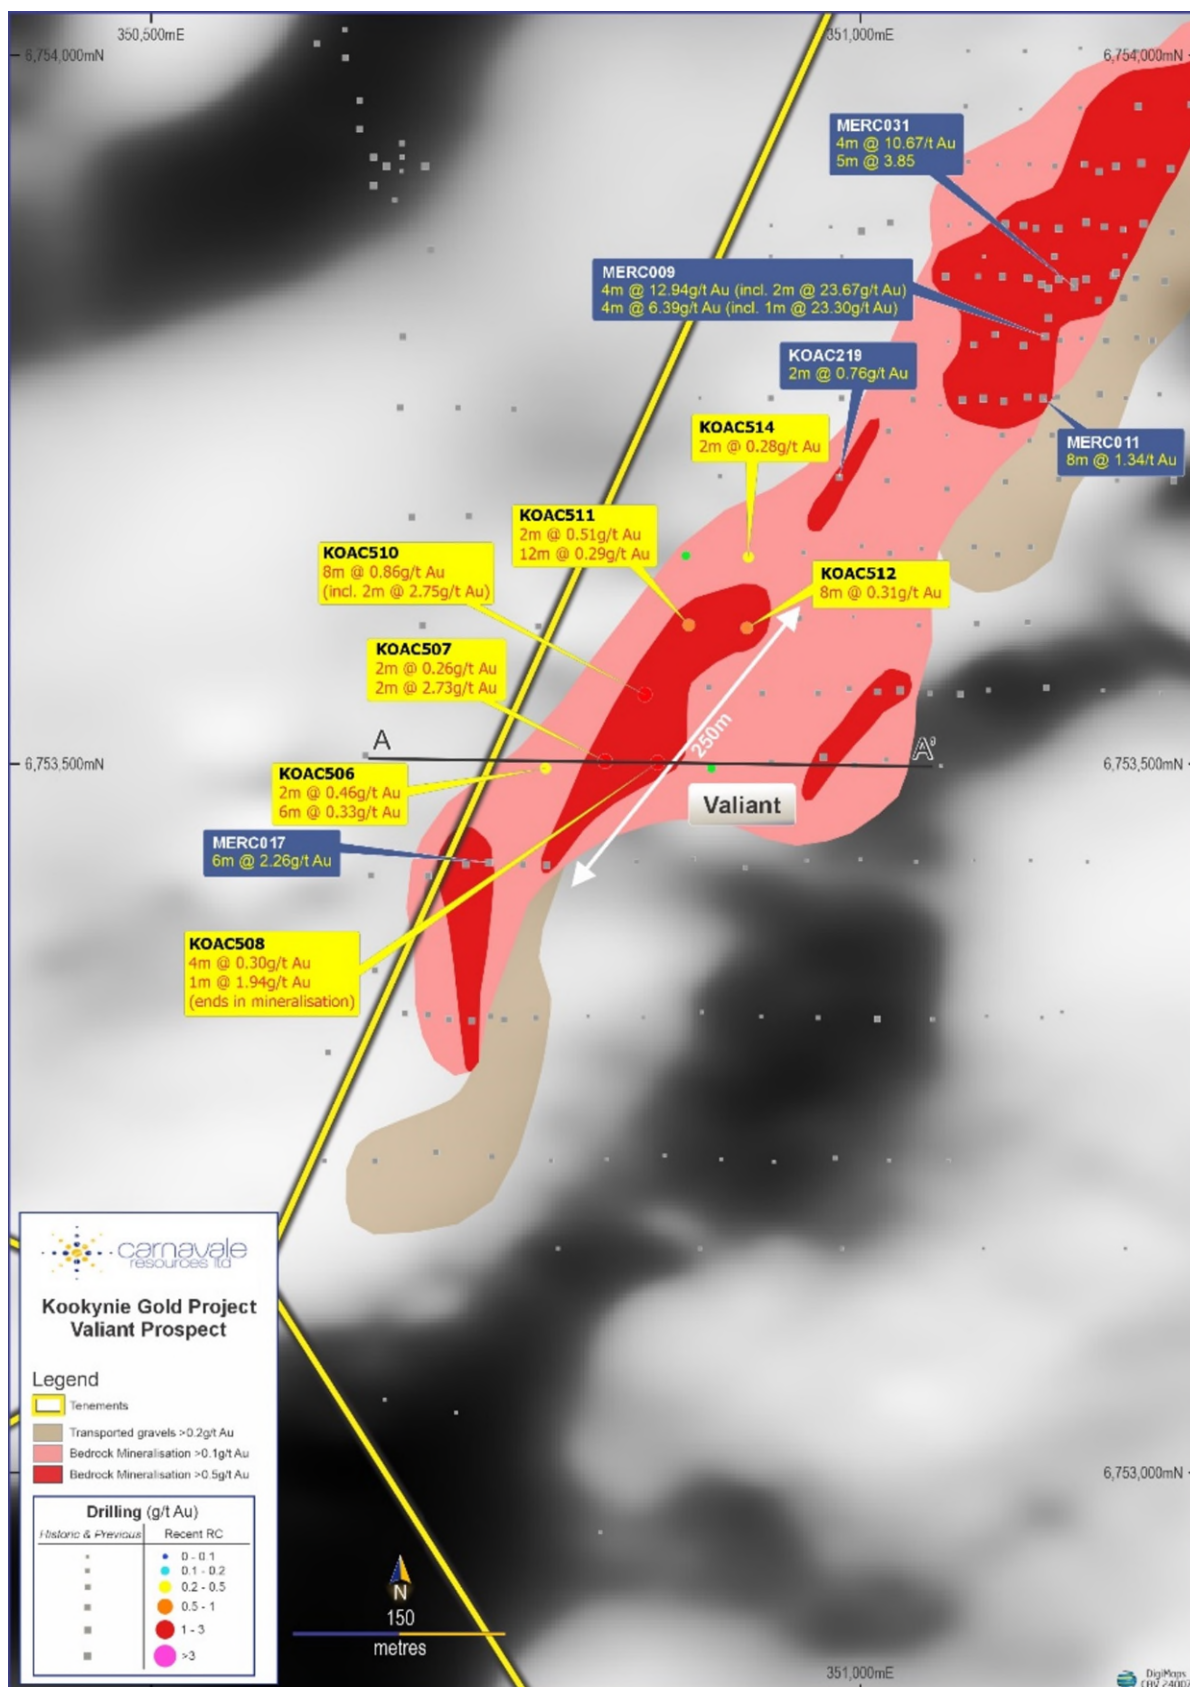 350,500mE
351,000mE
6,754,000mN
6,754,000mN
MERC031
4m @ 10.67/t Au
5m @ 3.85
MERC009
4m @ 12.94g/t Au (incl. 2m @ 23.67g/t Au)
4m @ 6.39g/t Au (incl. 1m @ 23.30g/t Au)
KOAC219
2m @ 0.76g/t Au
KOAC514
2m @ 0.28g/t Au
MERC011
8m @ 1.34/t Au
KOAC511
2m @ 0.51g/t Au
12m @ 0.29g/t Au
KOAC510
8m @ 0.86g/t Au
(incl. 2m @ 2.75g/t Au)
KOAC512
8m @ 0.31g/t Au
KOAC507
2m @ 0.26g/t Au
2m @ 2.73g/t Au
250m
A
A'
6,753,500mN
6,753,500mN
KOAC506
2m @ 0.46g/t Au
6m @ 0.33g/t Au
Valiant
MERC017
6m @ 2.26g/t Au
KOAC508
4m @ 0.30g/t Au
1m @ 1.94g/t Au
(ends in mineralisation)
carnavale
resources ltd
Kookynie Gold Project
Valiant Prospect
Legend
Tenements
Transported gravels >0.2g/t Au
Bedrock Mineralisation >0.1g/t Au
Bedrock Mineralisation >0.5g/t Au
6,753,000mN
Drilling (g/t Au)
Historic & Previous
Recent RC
0 - 0.1
0.1 - 0.2
0.2 - 0.5
0.5 - 1
1 - 3
>3
N
150
metres
351,000mE
DigiMaps
CBV 24007